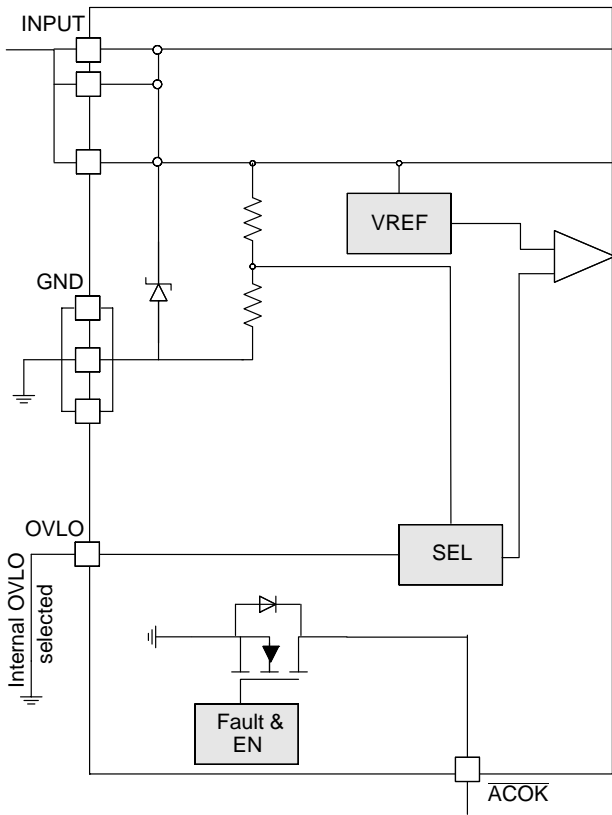 INPUT
VREF
GND
OVLO
SEL
Internal OVLO
selected
Fault &
EN
ACOK